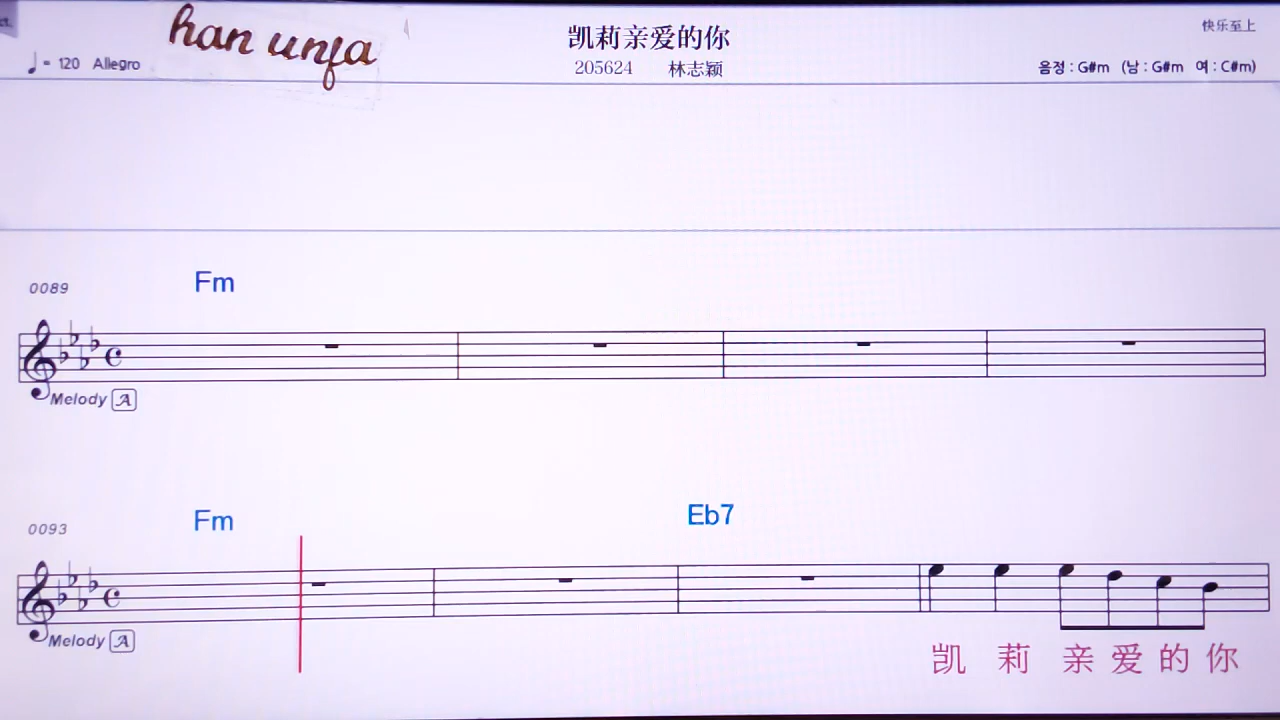 han unfa
凯莉亲爱的你
快乐至上
♩= 120 Allegro
205624 林志颖
음정 : G#m (남 : G#m 여 : C#m)
0089
Fm
Melody A
0093
Fm
Eb7
Melody A
凯 莉 亲 爱 的 你